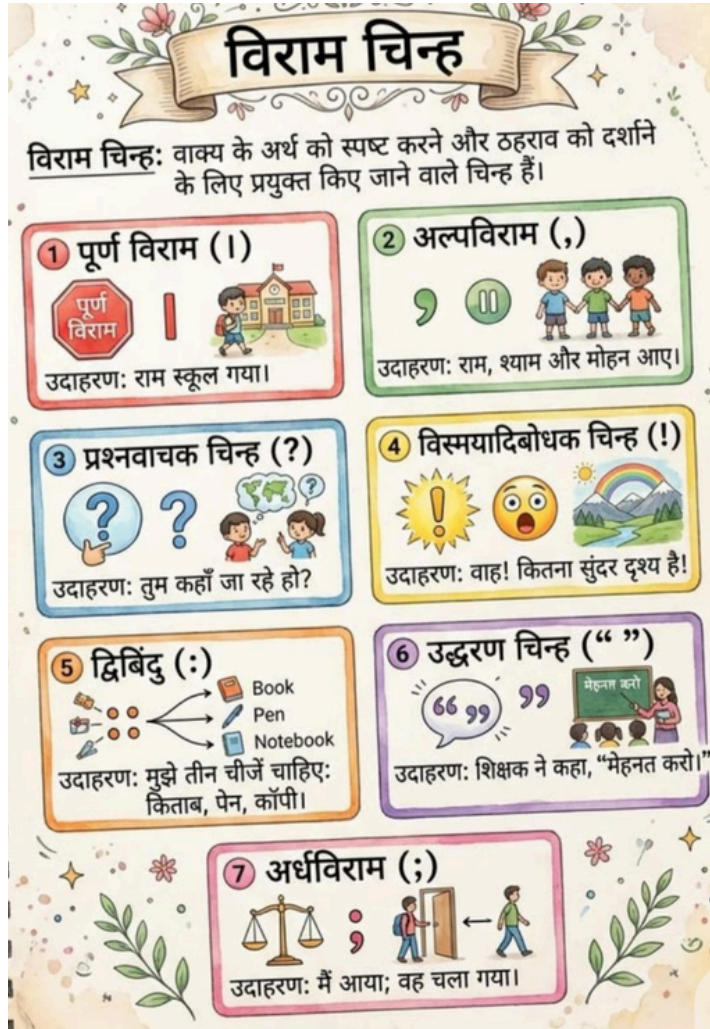 विराम चिन्ह
विराम चिन्ह: वाक्य के अर्थ को स्पष्ट करने और ठहराव को दर्शाने
के लिए प्रयुक्त किए जाने वाले चिन्ह हैं।
1 पूर्ण विराम (।)
पूर्ण
विराम
।
उदाहरण: राम स्कूल गया।
2 अल्पविराम (,)
,
उदाहरण: राम, श्याम और मोहन आए।
3 प्रश्नवाचक चिन्ह (?)
? ? ?
उदाहरण: तुम कहाँ जा रहे हो?
4 विस्मयादिबोधक चिन्ह (!)
!
उदाहरण: वाह! कितना सुंदर दृश्य है!
5 द्विबिंदु (:)
Book
Pen
Notebook
उदाहरण: मुझे तीन चीजें चाहिए:
किताब, पेन, कॉपी।
6 उद्धरण चिन्ह (“ ”)
“ ” ”
मेहनत करो
उदाहरण: शिक्षक ने कहा, “मेहनत करो।”
7 अर्धविराम (;)
;
उदाहरण: मैं आया; वह चला गया।